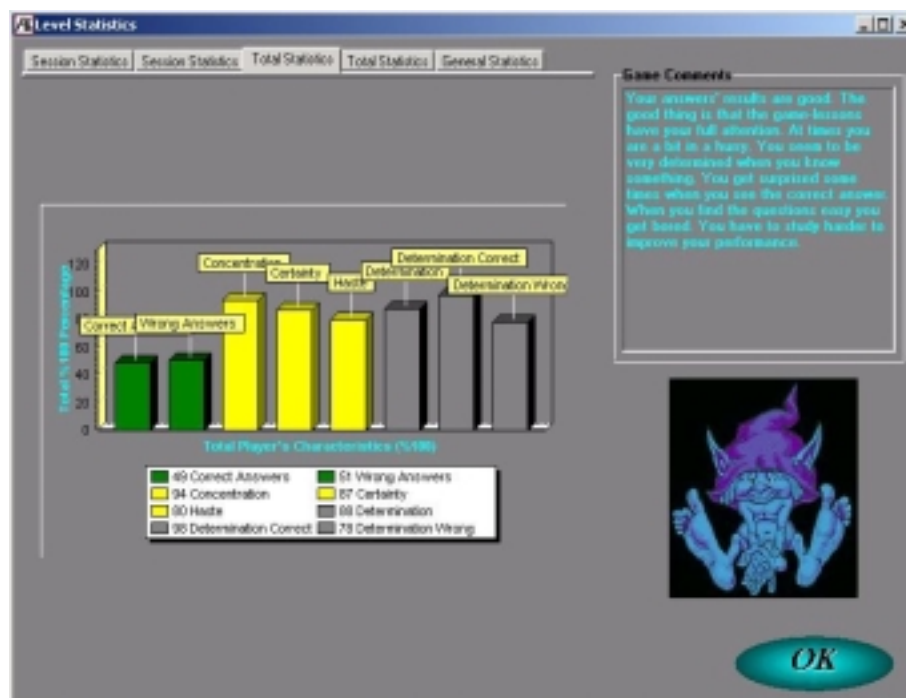 Level Statistics
Session Statistics Session Statistics Total Statistics Total Statistics General Statistics
Game Comments
Your answers' results are good. The
good thing is that the game-lessons
have your full attention. At times you
are a bit in a hurry. You seem to be
very determined when you know
something. You get surprised some
times when you see the correct answer.
When you find the questions easy you
get bored. You have to study harder to
improve your performance.
Total %100 Percentage
120
100
80
60
40
20
0
Correct
Wrong Answers
Concentration
Certainty
Haste
Determination
Determination Correct
Determination Wrong
Total Player's Characteristics (%100)
49 Correct Answers 51 Wrong Answers
94 Concentration 87 Certainty
80 Haste 88 Determination
98 Determination Correct 78 Determination Wrong
OK